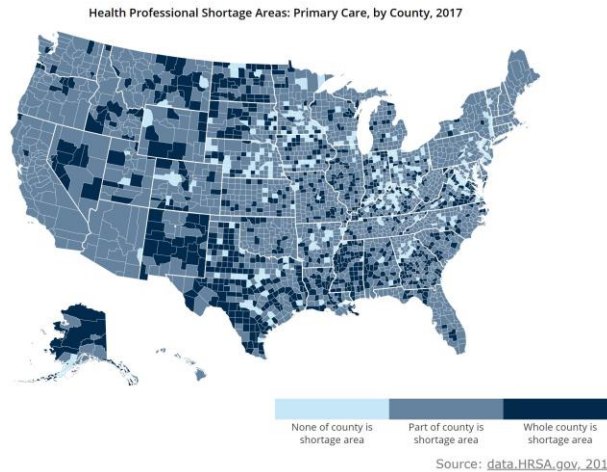 Health Professional Shortage Areas: Primary Care, by County, 2017
None of county is
shortage area
Part of county is
shortage area
Whole county is
shortage area
Source: data.HRSA.gov, 201